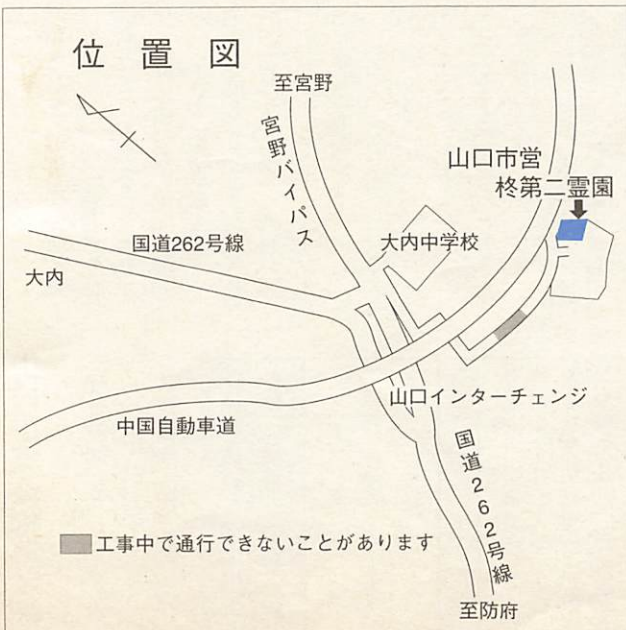 位置図
至宮野
宮野バイパス
山口市営
柊第二霊園
国道262号線
大内中学校
大内
山口インターチェンジ
中国自動車道
国道262号線
工事中で通行できないことがあります
至防府